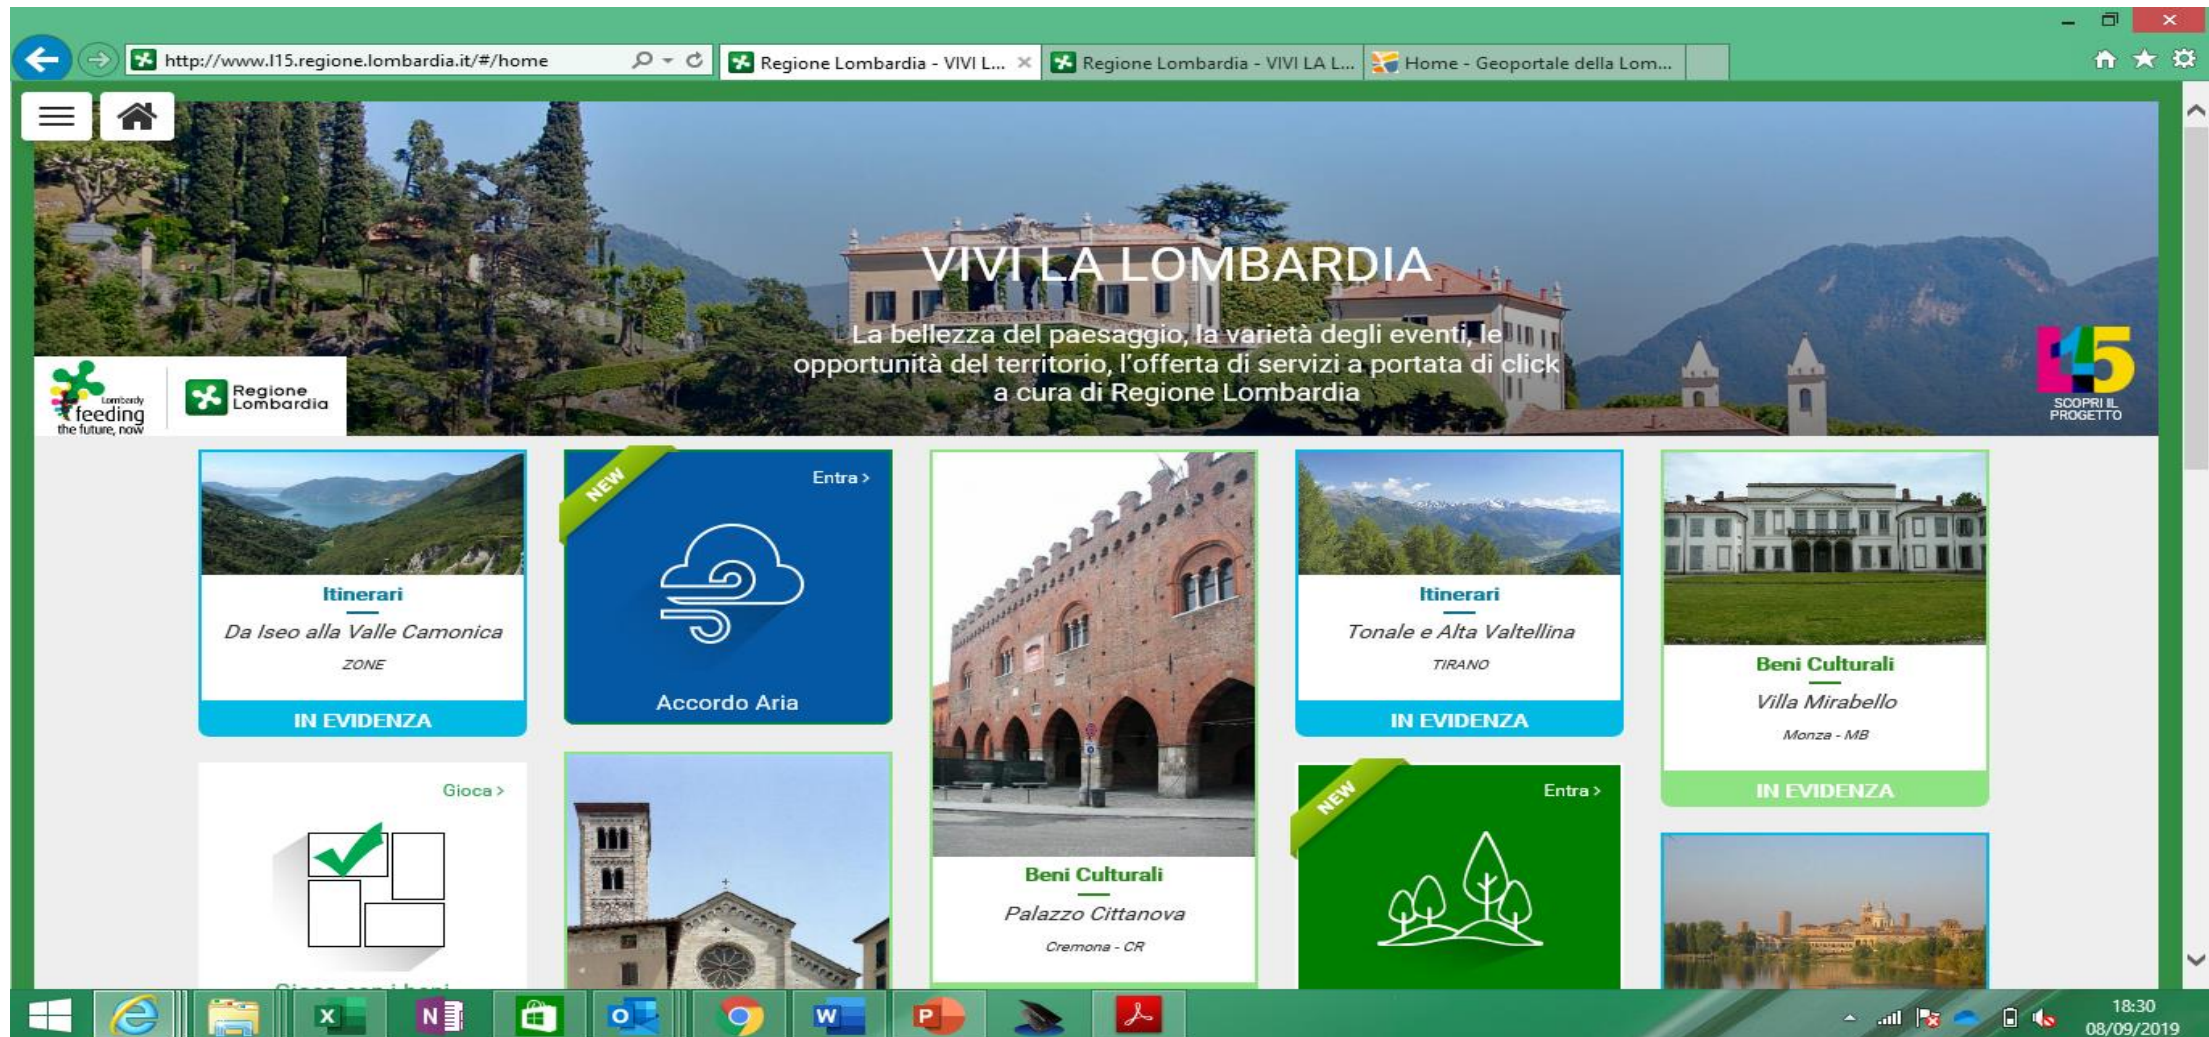 http://www.l15.regione.lombardia.it/#/home
Regione Lombardia - VIVI L...
Regione Lombardia - VIVI LA L...
Home - Geoportale della Lom...
VIVI LA LOMBARDIA
La bellezza del paesaggio, la varietà degli eventi, le
opportunità del territorio, l'offerta di servizi a portata di click
a cura di Regione Lombardia
Lombardy
feeding
the future, now
Regione
Lombardia
L15
SCOPRI IL
PROGETTO
Itinerari
Da Iseo alla Valle Camonica
ZONE
IN EVIDENZA
NEW
Entra >
Accordo Aria
Beni Culturali
Palazzo Cittanova
Cremona - CR
Itinerari
Tonale e Alta Valtellina
TIRANO
IN EVIDENZA
Beni Culturali
Villa Mirabello
Monza - MB
IN EVIDENZA
Gioca >
NEW
Entra >
18:30
08/09/2019